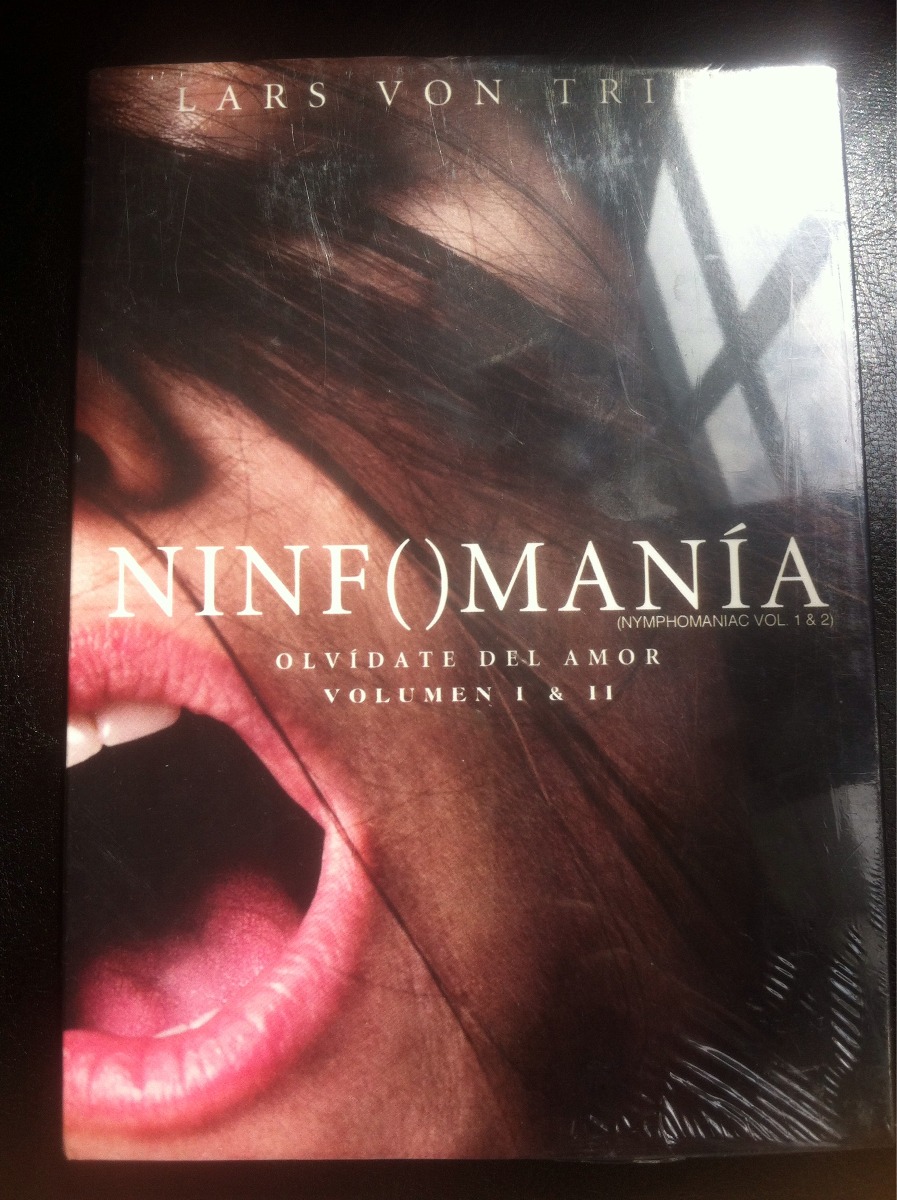 LARS VON
NINF()MANÍA
(NYMPHOMANIAC VOL. 1 & 2)
OLVÍDATE DEL AMOR
VOLUMEN I & II